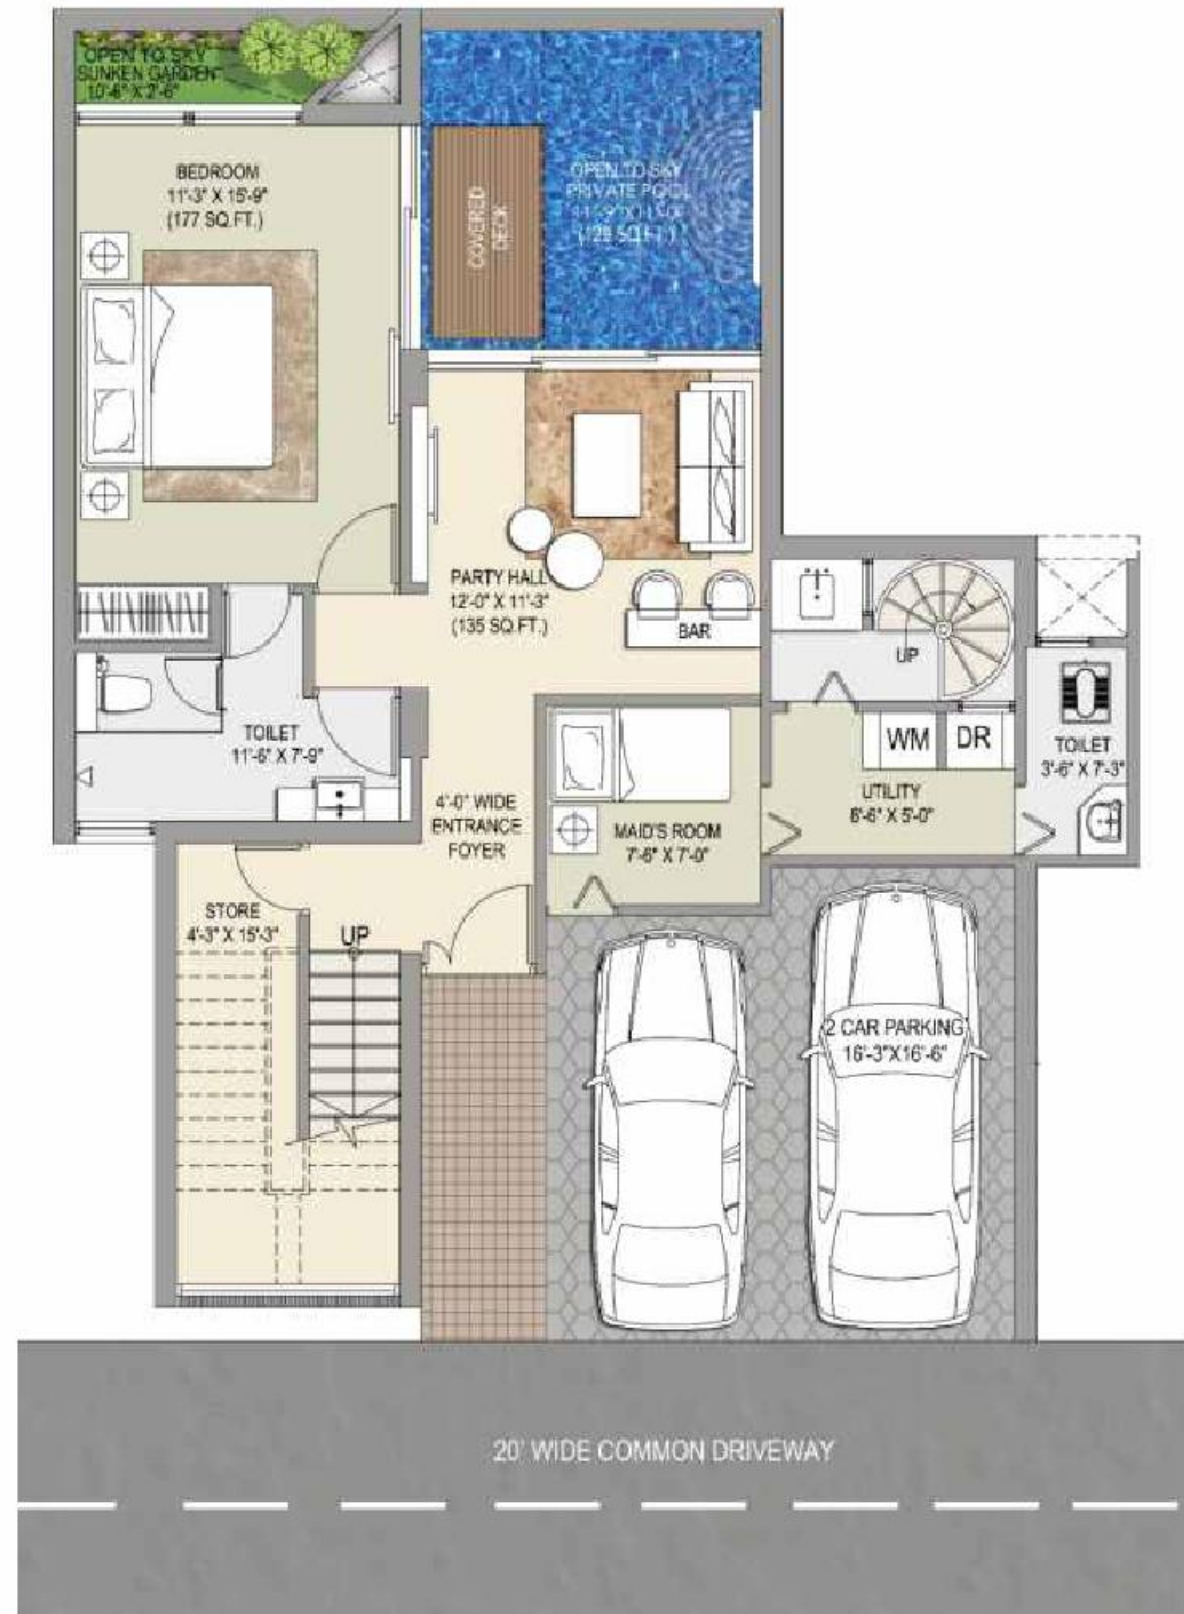 OPEN TO SKY
SUNKEN GARDEN
10'-6" X 2'-6"
BEDROOM
11'-3" X 15'-9"
(177 SQ.FT.)
COVERED
DECK
OPEN TO SKY
PRIVATE POOL
(129 SQ.FT.)
PARTY HALL
12'-0" X 11'-3"
(135 SQ.FT.)
BAR
UP
TOILET
11'-6" X 7'-9"
WM
DR
TOILET
3'-6" X 7'-3"
UTILITY
6'-6" X 5'-0"
4'-0" WIDE
ENTRANCE
FOYER
MAID'S ROOM
7'-6" X 7'-0"
STORE
4'-3" X 15'-3"
UP
2 CAR PARKING
16'-3"X16'-6"
20' WIDE COMMON DRIVEWAY